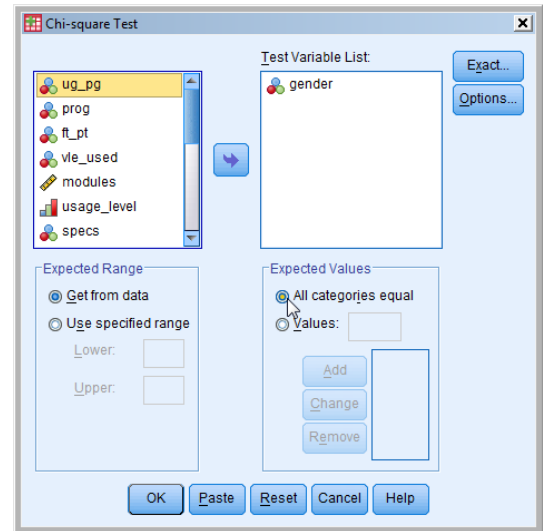 Chi-square Test
Test Variable List:
ug_pg
prog
ft_pt
vle_used
modules
usage_level
specs
gender
Exact...
Options...
Expected Range
Get from data
Use specified range
Lower:
Upper:
Expected Values
All categories equal
Values:
Add
Change
Remove
OK
Paste
Reset
Cancel
Help